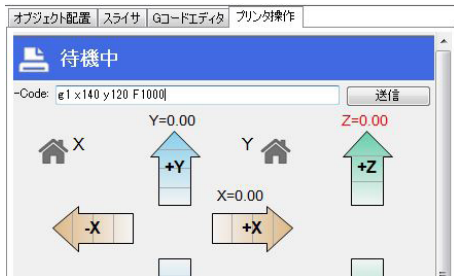 オブジェクト配置 スライサ Gコードエディタ プリンタ操作
待機中
-Code: g1 x140 y120 F1000 送信
Y=0.00 Z=0.00
X Y
+Y +Z
X=0.00
-X +X